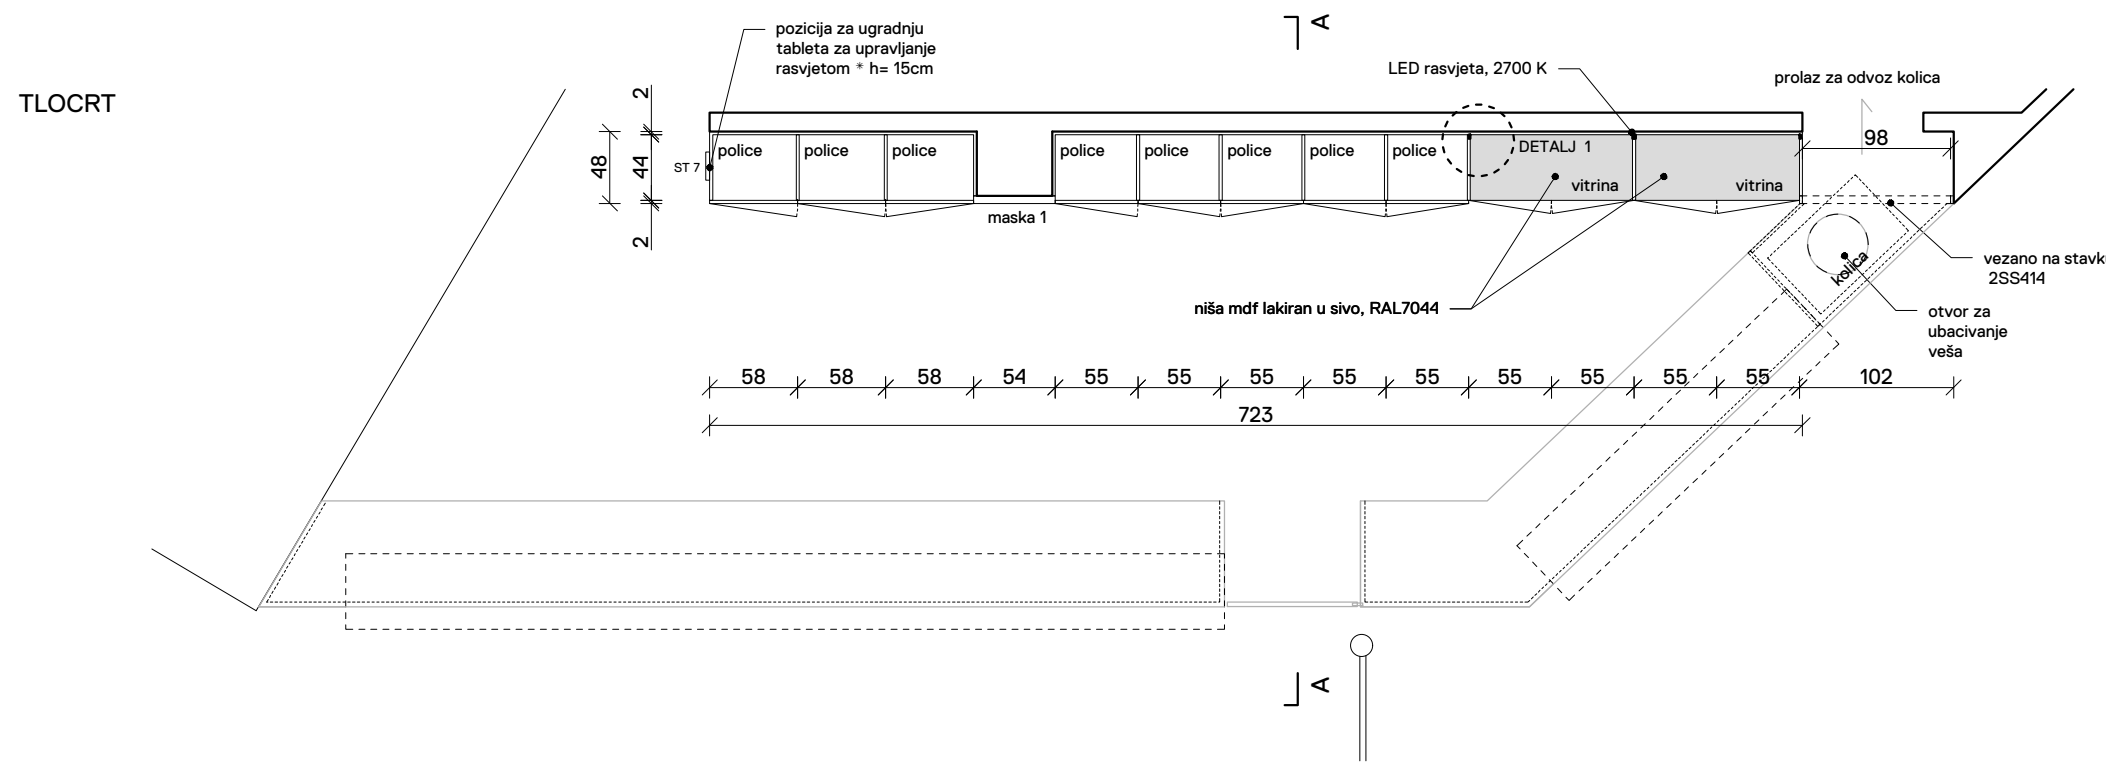 TLOCRT
pozicija za ugradnju
tableta za upravljanje
rasvjetom * h= 15cm
A
LED rasvjeta, 2700 K
prolaz za odvoz kolica
2
48
44
2
ST 7
police
police
police
police
police
police
police
police
DETALJ 1
vitrina
vitrina
98
maska 1
kolica
vezano na stavk
2SS414
niša mdf lakiran u sivo, RAL7044
otvor za
ubacivanje
veša
58 58 58 54 55 55 55 55 55 55 55 55 55 102
723
A